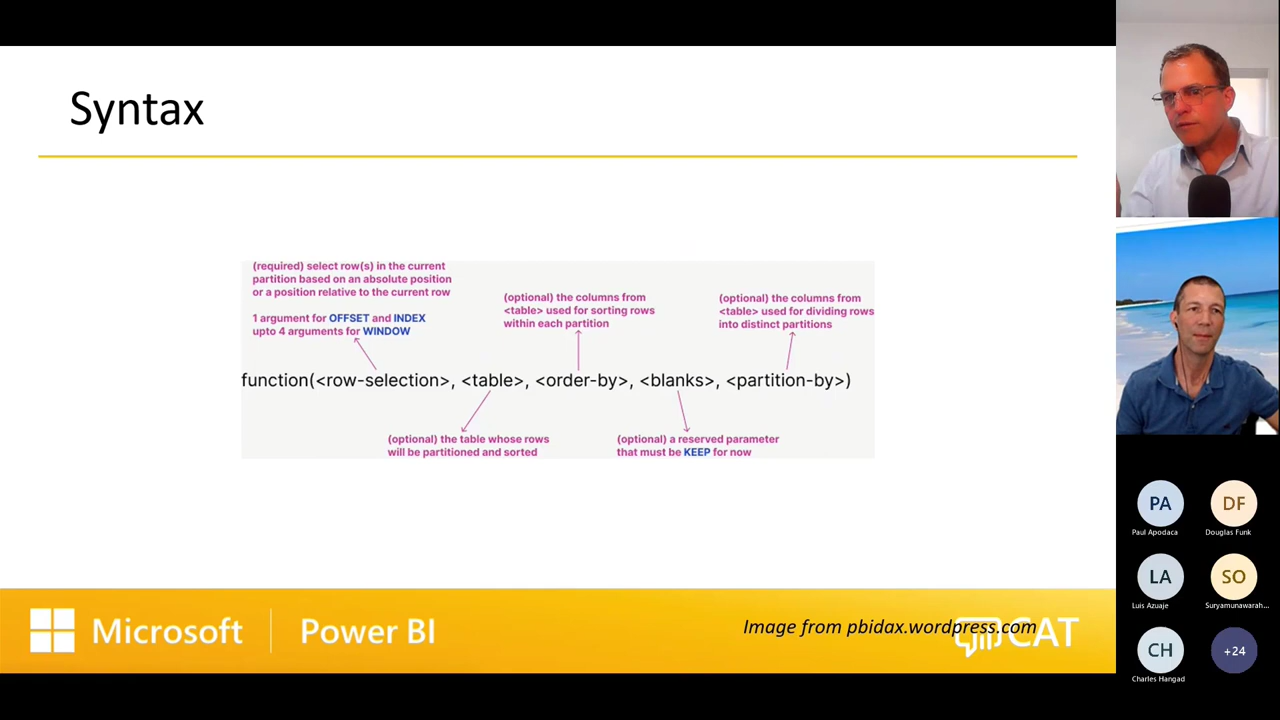 Syntax
(required) select row(s) in the current
partition based on an absolute position
or a position relative to the current row
1 argument for OFFSET and INDEX
upto 4 arguments for WINDOW
(optional) the columns from
<table> used for sorting rows
within each partition
(optional) the columns from
<table> used for dividing rows
into distinct partitions
function(<row-selection>, <table>, <order-by>, <blanks>, <partition-by>)
(optional) the table whose rows
will be partitioned and sorted
(optional) a reserved parameter
that must be KEEP for now
Microsoft
Power BI
Image from pbidax.wordpress.com
CAT
PA
Paul Apodaca
DF
Douglas Funk
LA
Luis Azuaje
SO
Suryamunawarah...
CH
Charles Hangad
+24